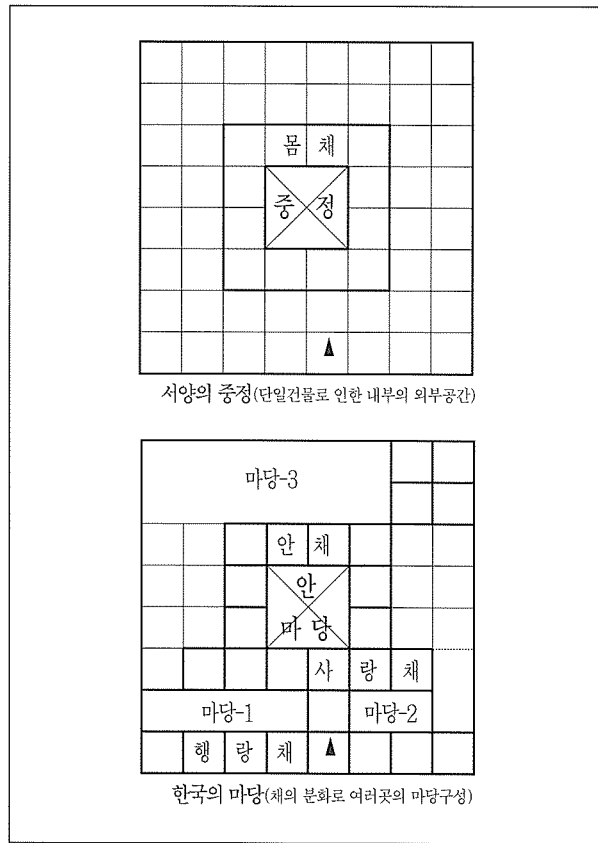 몸 채
중 정
서양의 중정(단일건물로 인한 내부의 외부공간)
마당-3
안 채
안
마 당
사 랑 채
마당-1 마당-2
행 랑 채
한국의 마당(채의 분화로 여러곳의 마당구성)